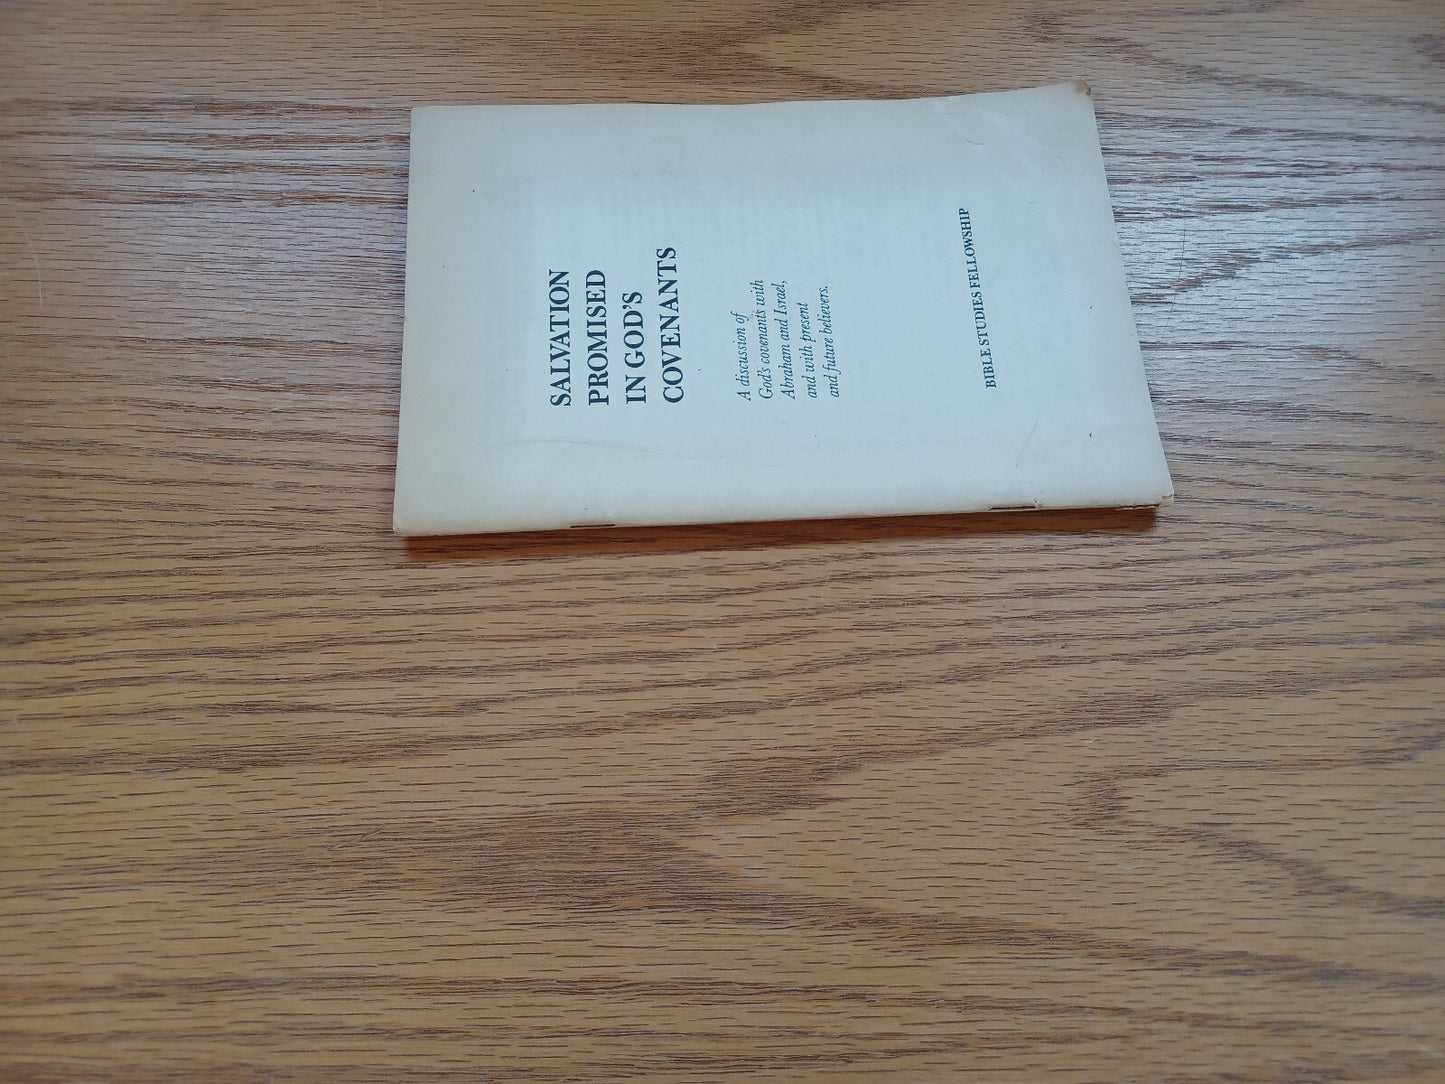 SALVATION
PROMISED
IN GOD'S
COVENANTS
A discussion of
God's covenants with
Abraham and Israel,
and with present
and future believers.
BIBLE STUDIES FELLOWSHIP